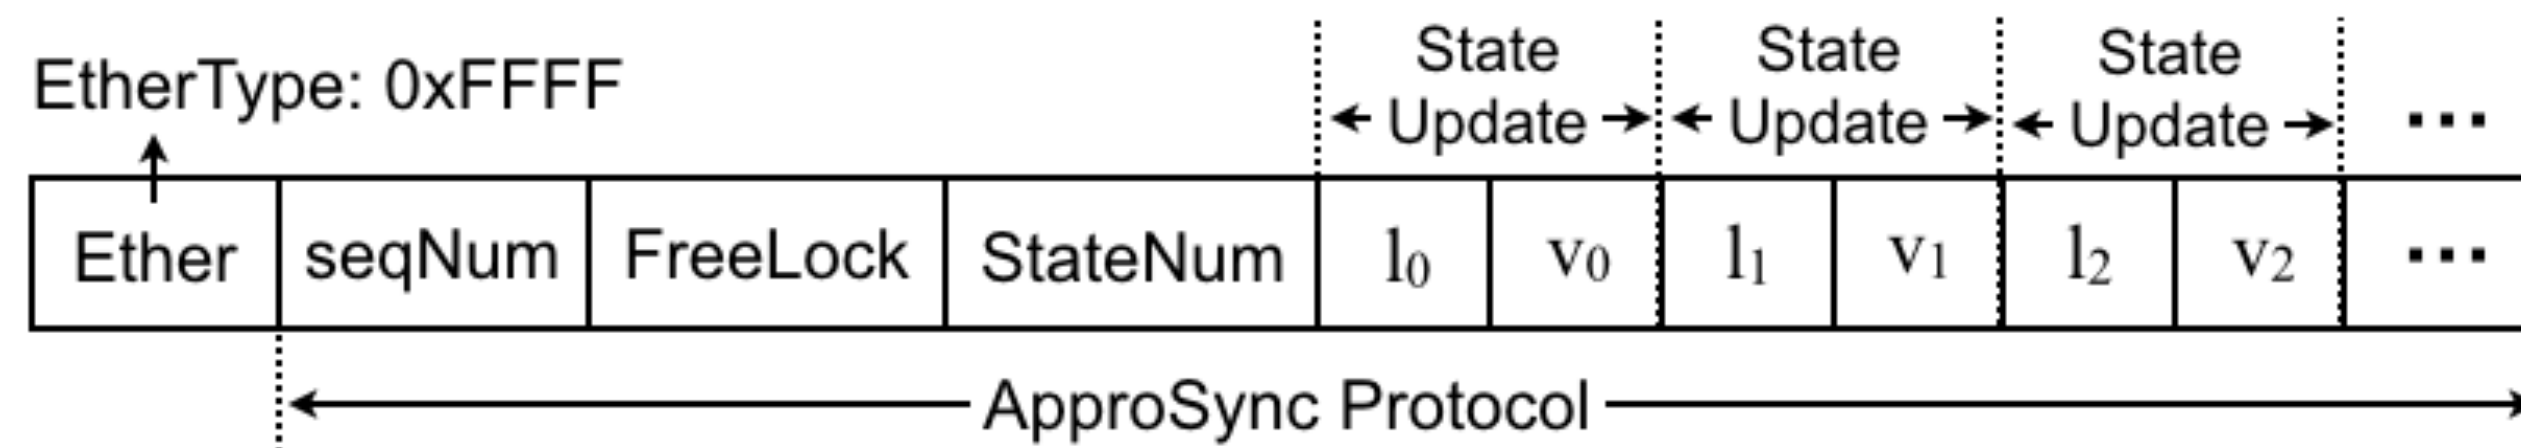 State State State
EtherType: 0xFFFF
Update Update Update ...
Ether seqNum FreeLock StateNum l₀ v₀ l₁ v₁ l₂ v₂ ...
ApproSync Protocol